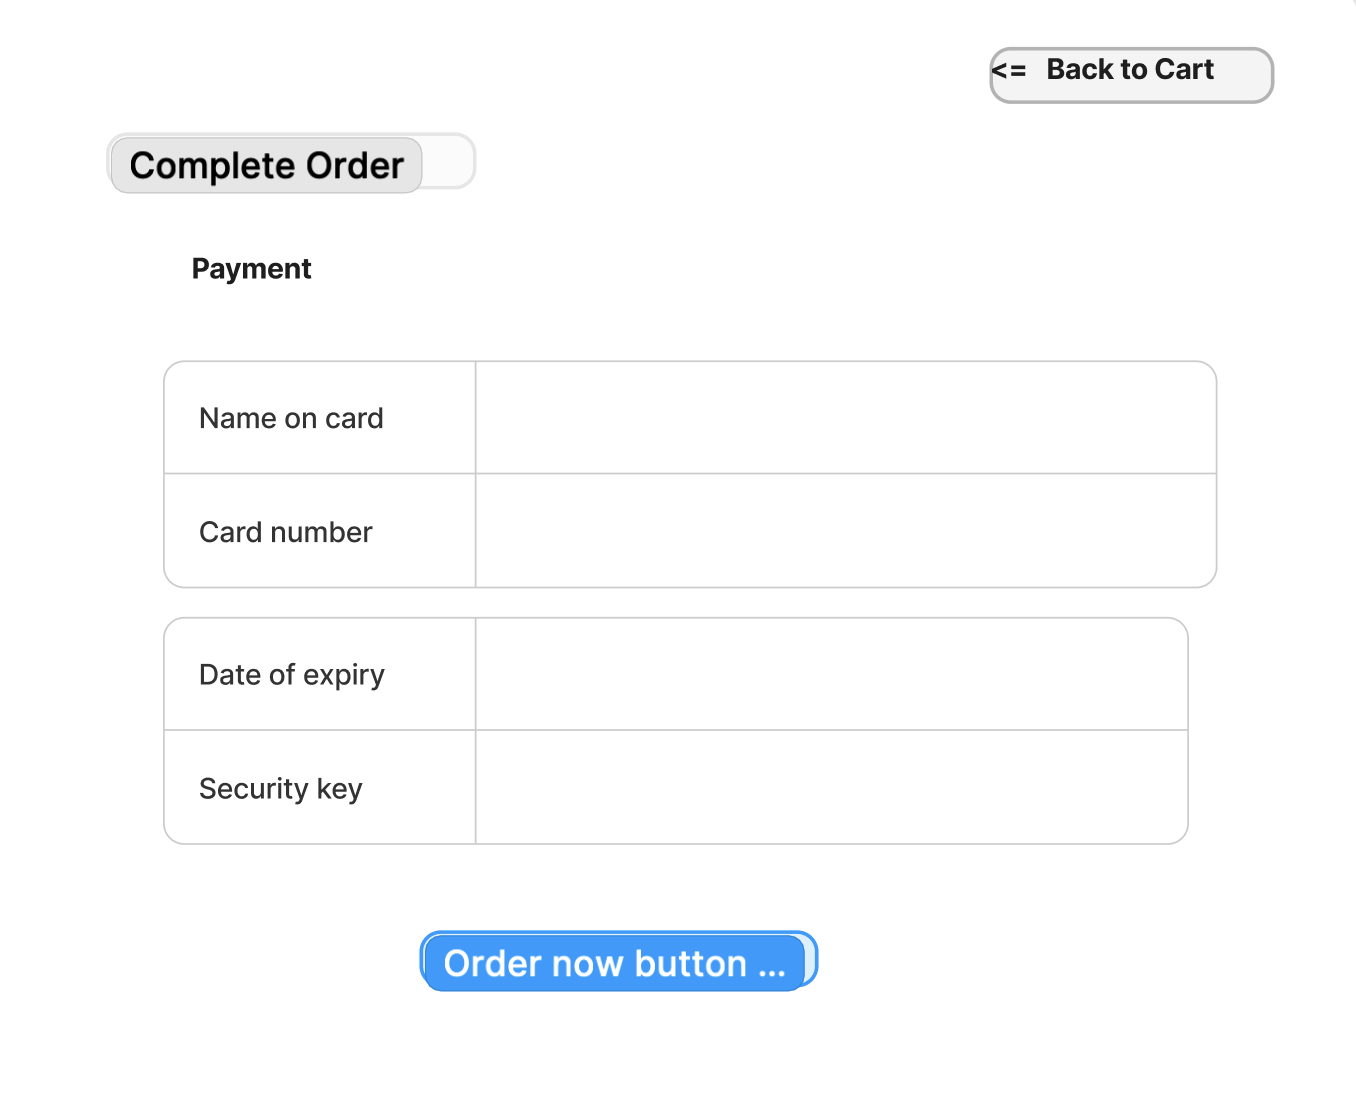 <= Back to Cart
Complete Order
Payment
Name on card
Card number
Date of expiry
Security key
Order now button ...